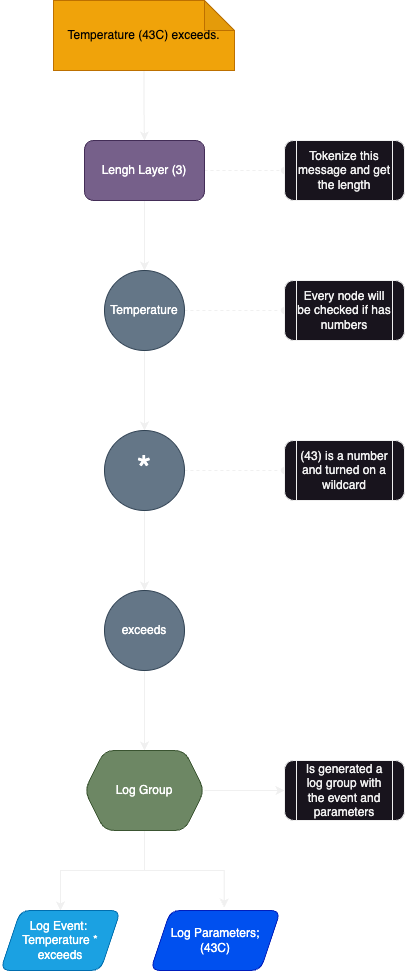 Temperature (43C) exceeds.
Lengh Layer (3)
Tokenize this
message and get
the length
Temperature
Every node will
be checked if has
numbers
*
(43) is a number
and turned on a
wildcard
exceeds
Log Group
Is generated a
log group with
the event and
parameters
Log Event:
Temperature *
exceeds
Log Parameters;
(43C)